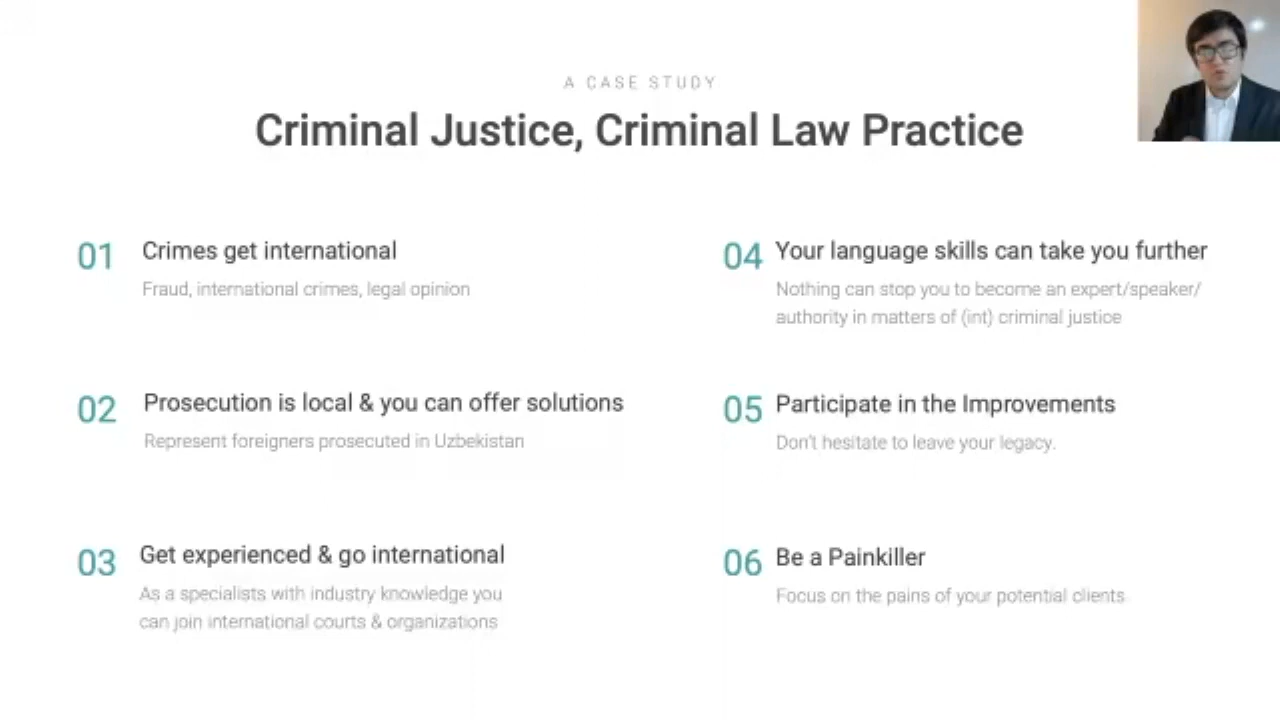 A CASE STUDY
Criminal Justice, Criminal Law Practice
01
Crimes get international
Fraud, international crimes, legal opinion
02
Prosecution is local & you can offer solutions
Represent foreigners prosecuted in Uzbekistan
03
Get experienced & go international
As a specialists with industry knowledge you
can join international courts & organizations
04
Your language skills can take you further
Nothing can stop you to become an expert/speaker/
authority in matters of (int) criminal justice
05
Participate in the Improvements
Don't hesitate to leave your legacy.
06
Be a Painkiller
Focus on the pains of your potential clients